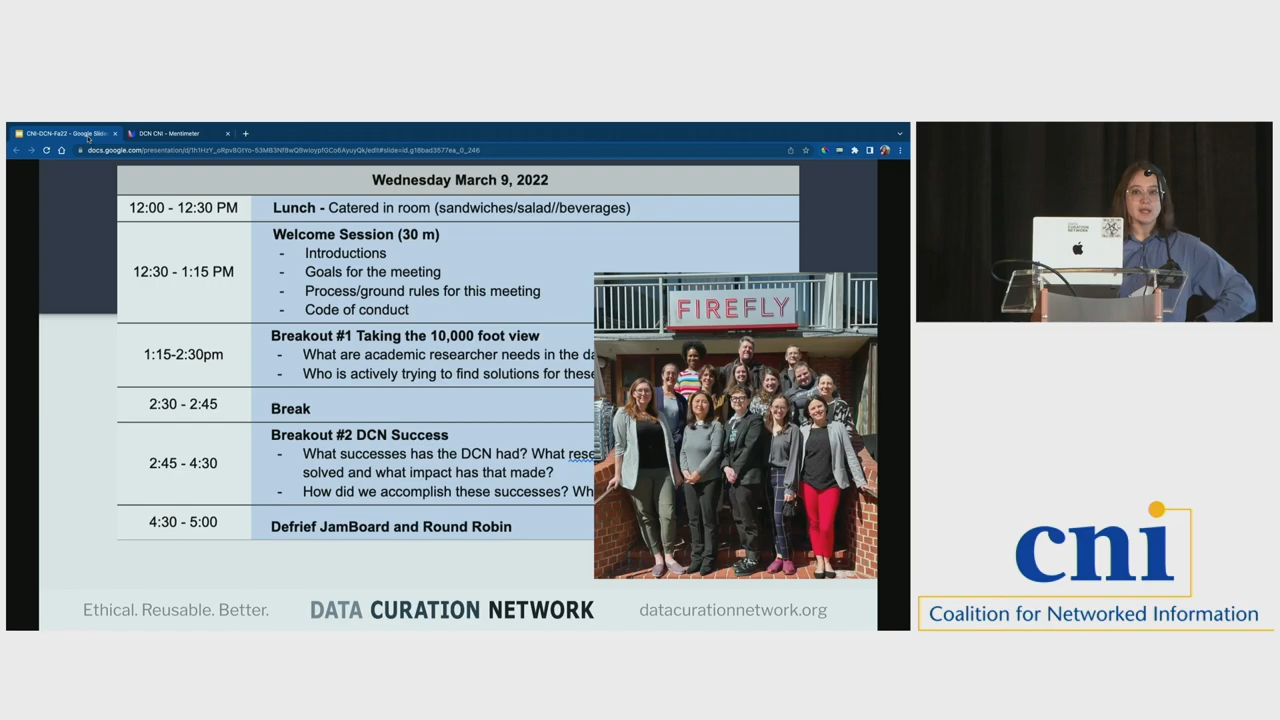 CNI-DCN-Fa22 - Google Slide
DCN CNI - Mentimeter
Wednesday March 9, 2022
12:00 - 12:30 PM
Lunch - Catered in room (sandwiches/salad//beverages)
12:30 - 1:15 PM
Welcome Session (30 m)
- Introductions
- Goals for the meeting
- Process/ground rules for this meeting
- Code of conduct
1:15-2:30pm
Breakout #1 Taking the 10,000 foot view
- What are academic researcher needs in the da
- Who is actively trying to find solutions for these
2:30 - 2:45
Break
2:45 - 4:30
Breakout #2 DCN Success
- What successes has the DCN had? What rese
solved and what impact has that made?
- How did we accomplish these successes? Wh
4:30 - 5:00
Defrief JamBoard and Round Robin
FIREFLY
Ethical. Reusable. Better.
DATA CURATION NETWORK
datacurationnetwork.org
CURATION
NETWORK
cni
Coalition for Networked Information